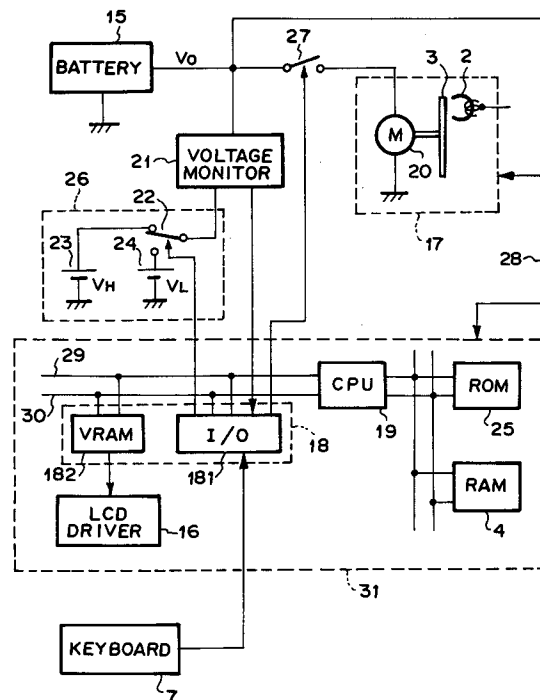 15
BATTERY
Vo
27
3
2
M
20
17
21
VOLTAGE
MONITOR
26
22
23
24
VH
VL
28
29
30
CPU
19
ROM
25
VRAM
182
I/O
181
18
RAM
4
LCD
DRIVER
16
31
KEYBOARD
7